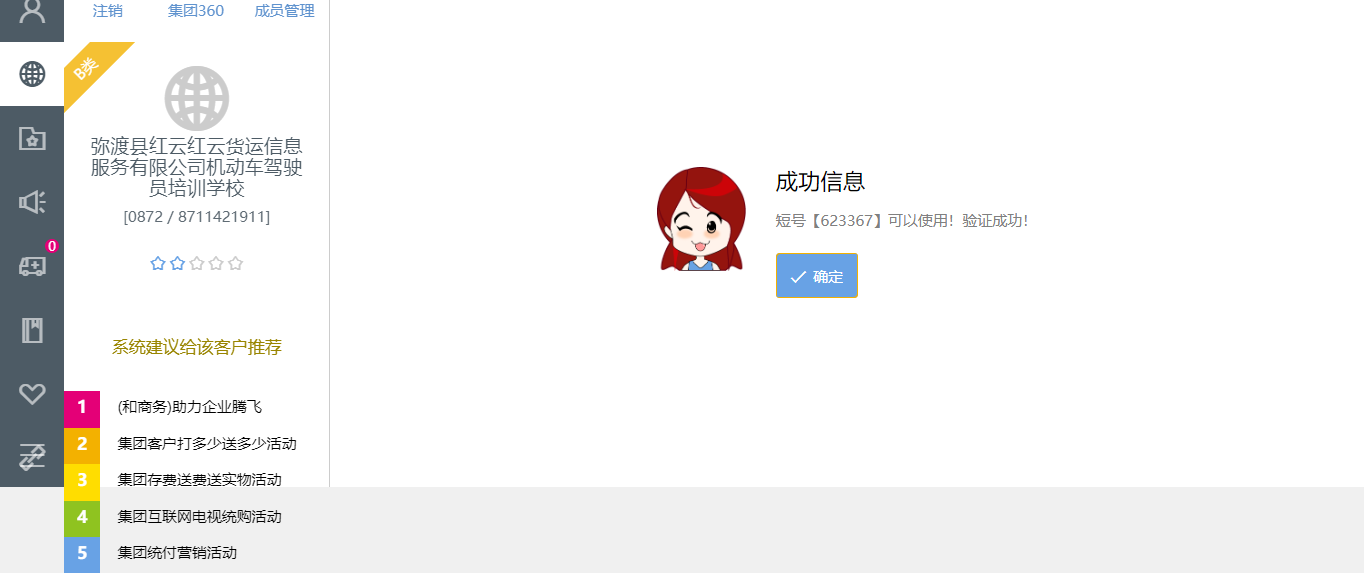 注销 集团360 成员管理
B类
弥渡县红云红云货运信息
服务有限公司机动车驾驶
员培训学校
[0872 / 8711421911]
0
系统建议给该客户推荐
1 (和商务)助力企业腾飞
2 集团客户打多少送多少活动
3 集团存费送费送实物活动
4 集团互联网电视统购活动
5 集团统付营销活动
成功信息
短号【623367】可以使用！验证成功!
确定